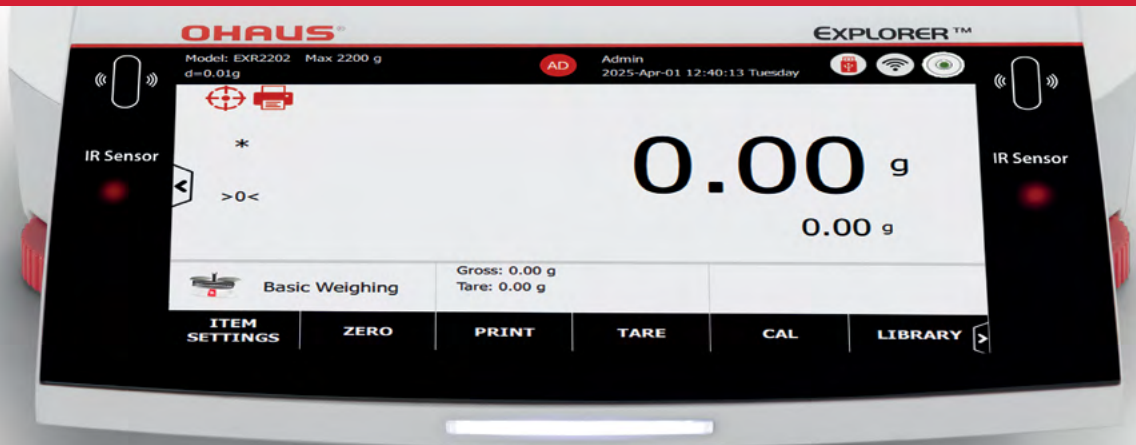 OHAUS®
EXPLORER™
Model: EXR2202 Max 2200 g
d=0.01g
AD
Admin
2025-Apr-01 12:40:13 Tuesday
IR Sensor
*
>0<
0.00 g
0.00 g
IR Sensor
Basic Weighing
Gross: 0.00 g
Tare: 0.00 g
ITEM SETTINGS
ZERO
PRINT
TARE
CAL
LIBRARY